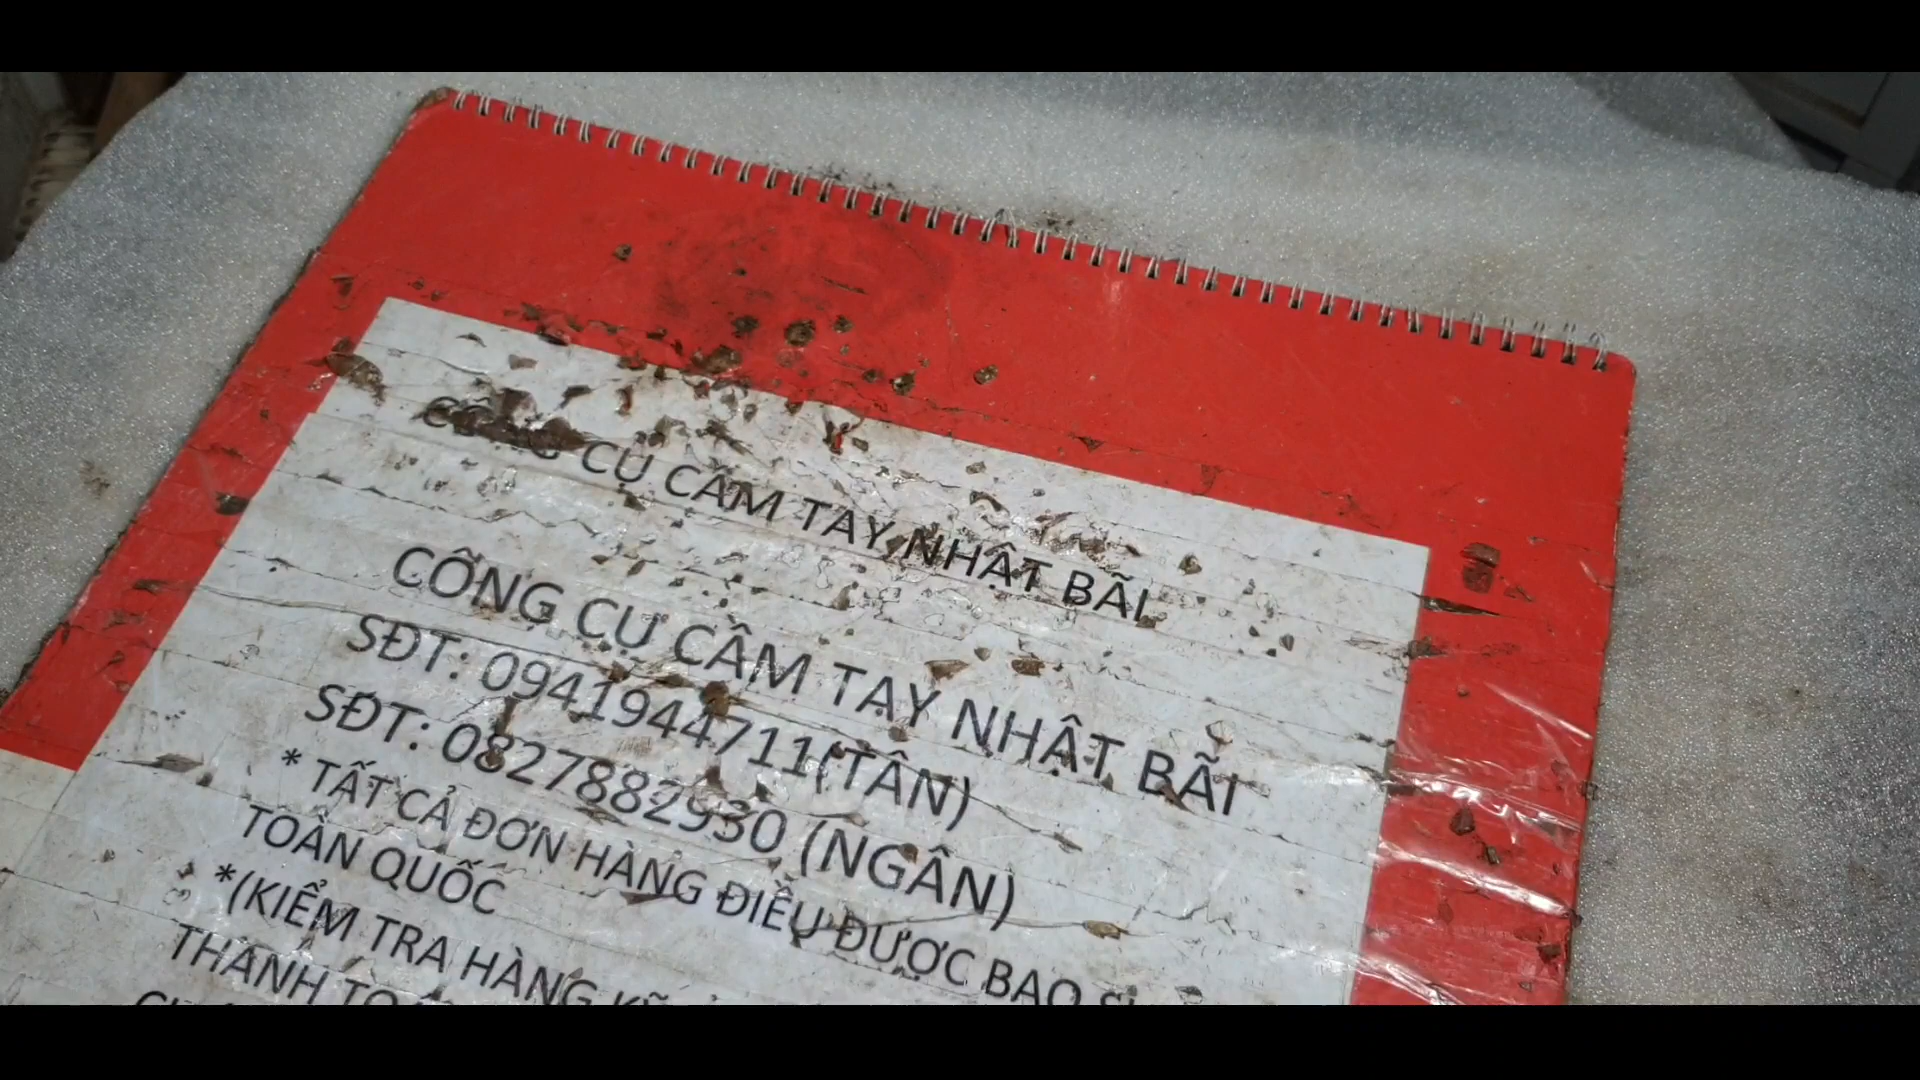 CÔNG CỤ CẦM TAY NHẬT BÃI
CÔNG CỤ CẦM TAY NHẬT BÃI
SĐT: 0941944711(TÂN)
SĐT: 0827882930 (NGÂN)
* TẤT CẢ ĐƠN HÀNG ĐIỀU ĐƯỢC BAO
TOÀN QUỐC
*(KIỂM TRA HÀNG KĨ
THANH